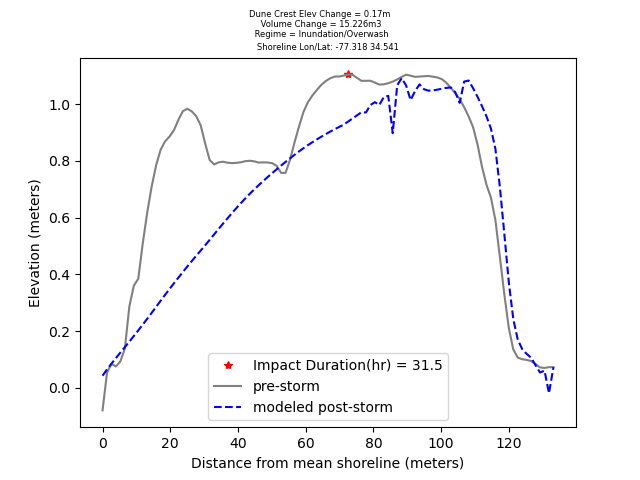 Dune Crest Elev Change = 0.17m
Volume Change = 15.226m3
Regime = Inundation/Overwash
Shoreline Lon/Lat: -77.318 34.541
Elevation (meters)
1.0
0.8
0.6
0.4
0.2
0.0
Impact Duration(hr) = 31.5
pre-storm
modeled post-storm
0 20 40 60 80 100 120
Distance from mean shoreline (meters)